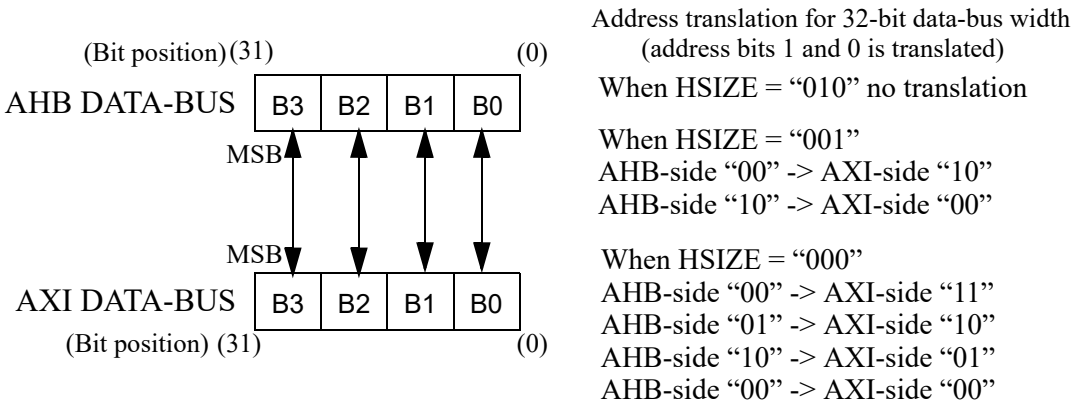 (Bit position) (31) (0)
AHB DATA-BUS B3 B2 B1 B0
MSB
MSB
AXI DATA-BUS B3 B2 B1 B0
(Bit position) (31) (0)
Address translation for 32-bit data-bus width
(address bits 1 and 0 is translated)
When HSIZE = “010” no translation
When HSIZE = “001”
AHB-side “00” -> AXI-side “10”
AHB-side “10” -> AXI-side “00”
When HSIZE = “000”
AHB-side “00” -> AXI-side “11”
AHB-side “01” -> AXI-side “10”
AHB-side “10” -> AXI-side “01”
AHB-side “00” -> AXI-side “00”